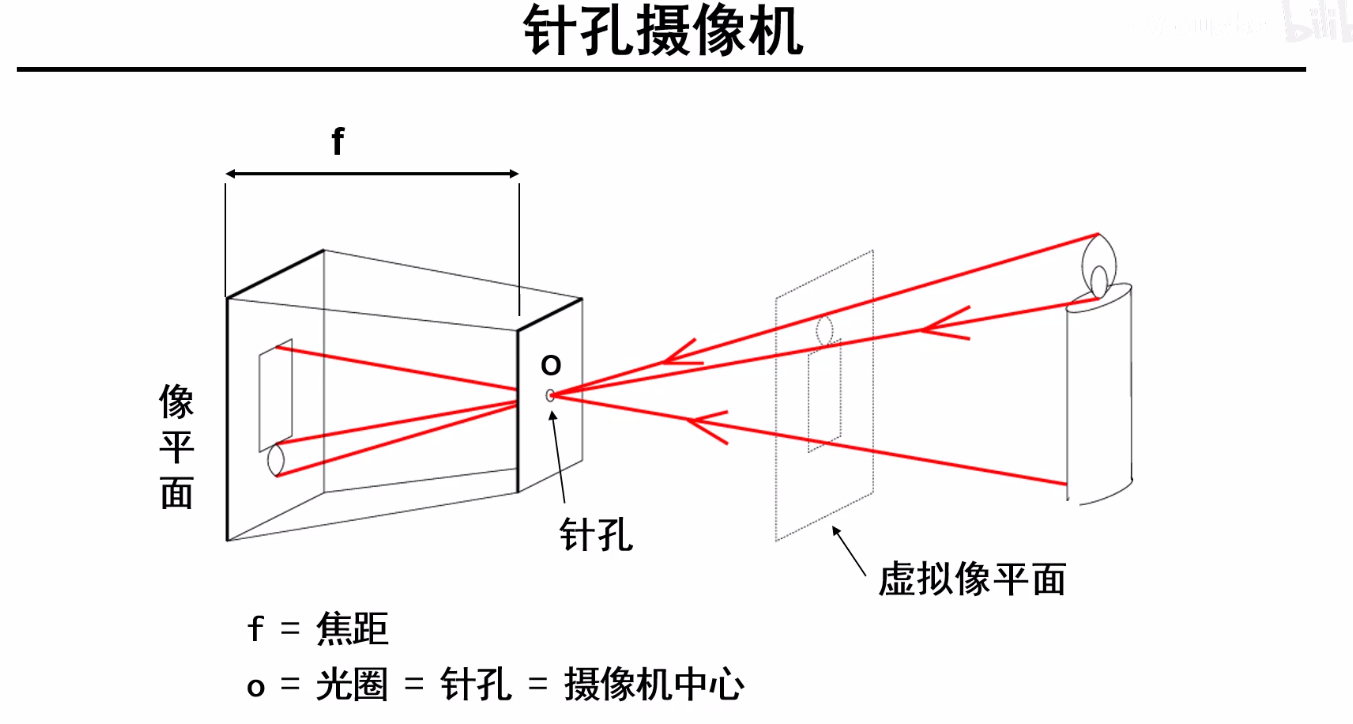 针孔摄像机
f
O
像
平
面
针孔
虚拟像平面
f = 焦距
o = 光圈 = 针孔 = 摄像机中心